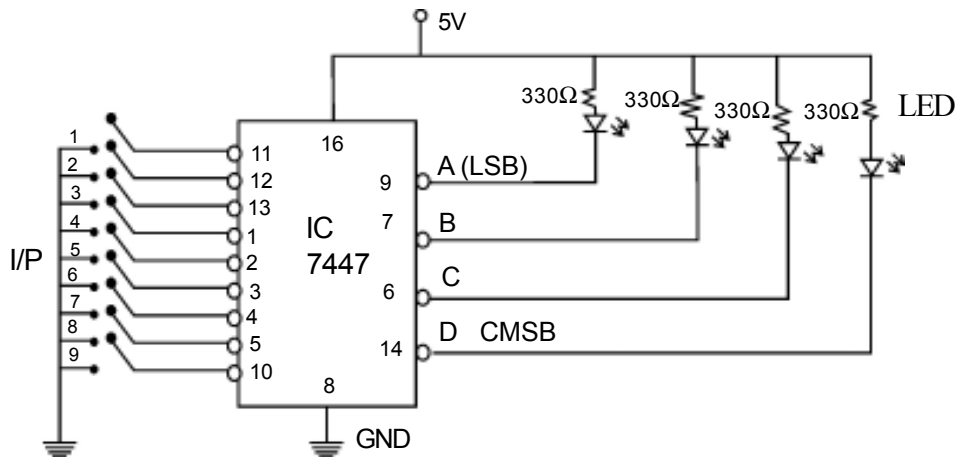 5V
330Ω 330Ω 330Ω 330Ω LED
1 11 16
2 12 9 A (LSB)
3 13
4 1 IC 7 B
I/P 5 2 7447
6 3 6 C
7 4
8 5 14 D CMSB
9 10 8
GND